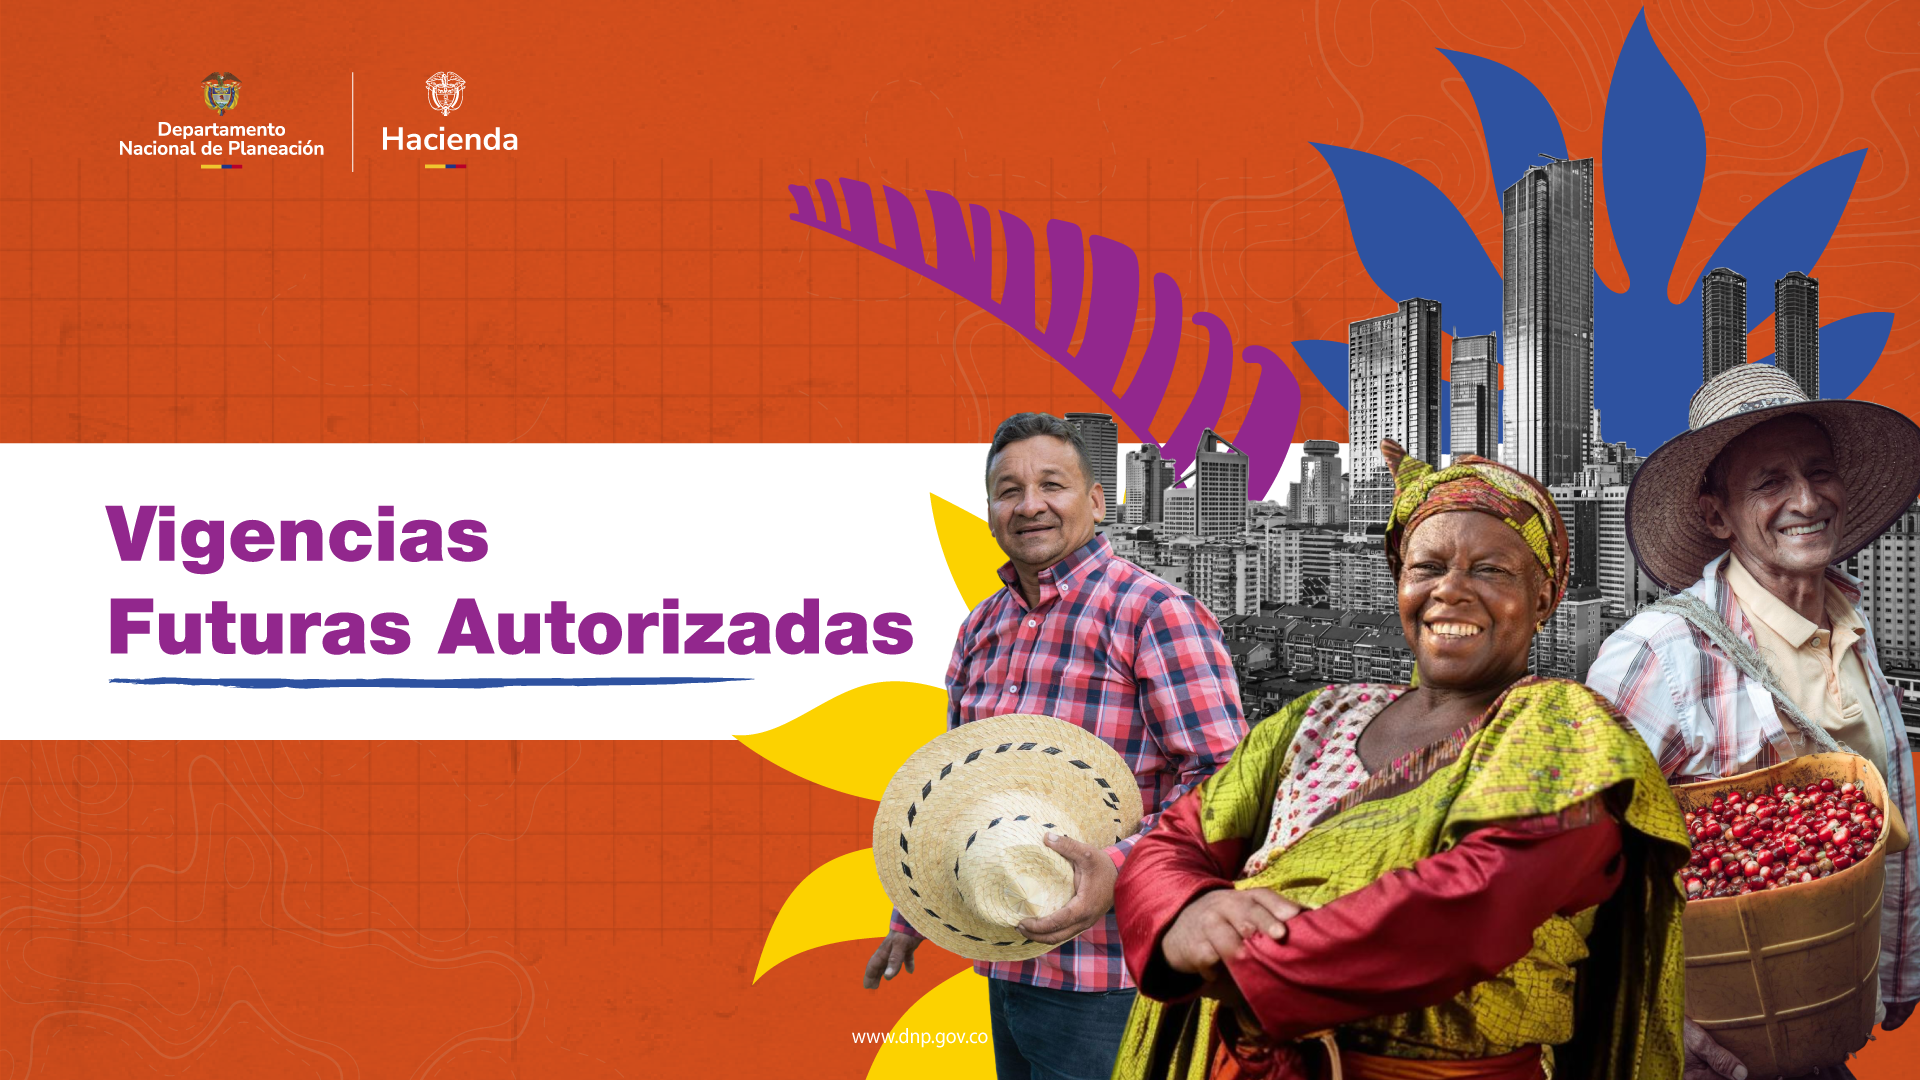 Departamento
Nacional de Planeación
Hacienda
Vigencias
Futuras Autorizadas
www.dnp.gov.co